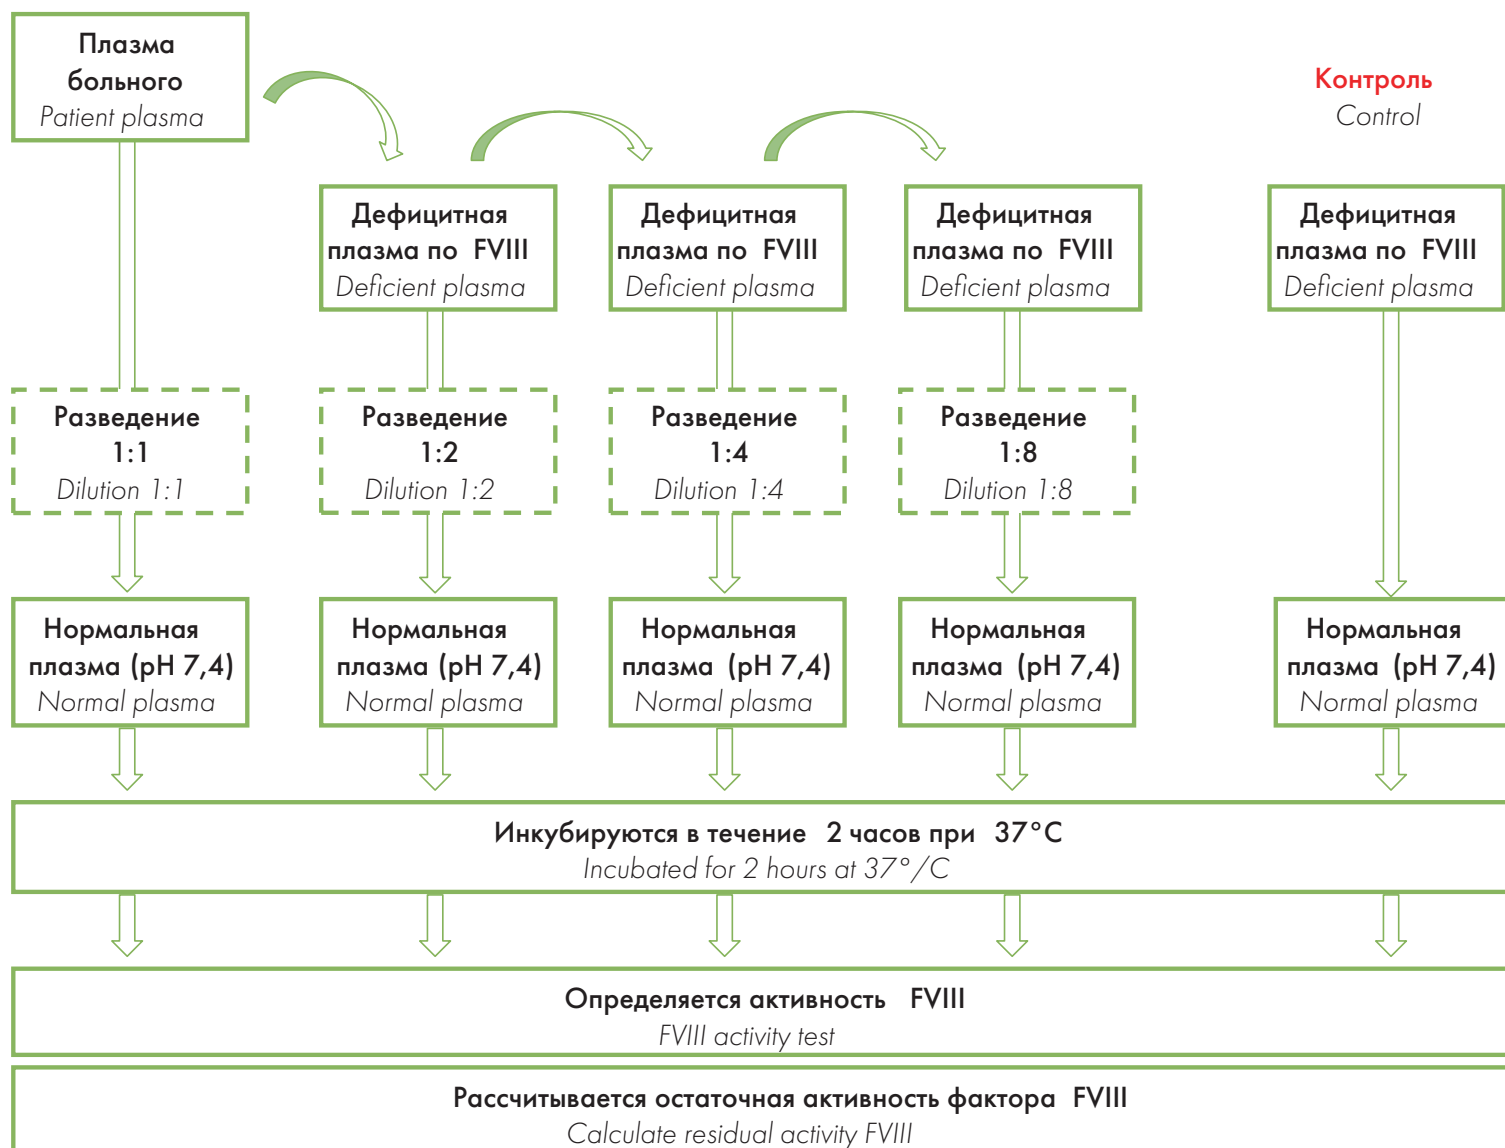 Плазма
больного
Patient plasma
Контроль
Control
Дефицитная
плазма по FVIII
Deficient plasma
Дефицитная
плазма по FVIII
Deficient plasma
Дефицитная
плазма по FVIII
Deficient plasma
Дефицитная
плазма по FVIII
Deficient plasma
Разведение
1:1
Dilution 1:1
Разведение
1:2
Dilution 1:2
Разведение
1:4
Dilution 1:4
Разведение
1:8
Dilution 1:8
Нормальная
плазма (pH 7,4)
Normal plasma
Нормальная
плазма (pH 7,4)
Normal plasma
Нормальная
плазма (pH 7,4)
Normal plasma
Нормальная
плазма (pH 7,4)
Normal plasma
Нормальная
плазма (pH 7,4)
Normal plasma
Инкубируются в течение 2 часов при 37°C
Incubated for 2 hours at 37°/C
Определяется активность FVIII
FVIII activity test
Рассчитывается остаточная активность фактора FVIII
Calculate residual activity FVIII